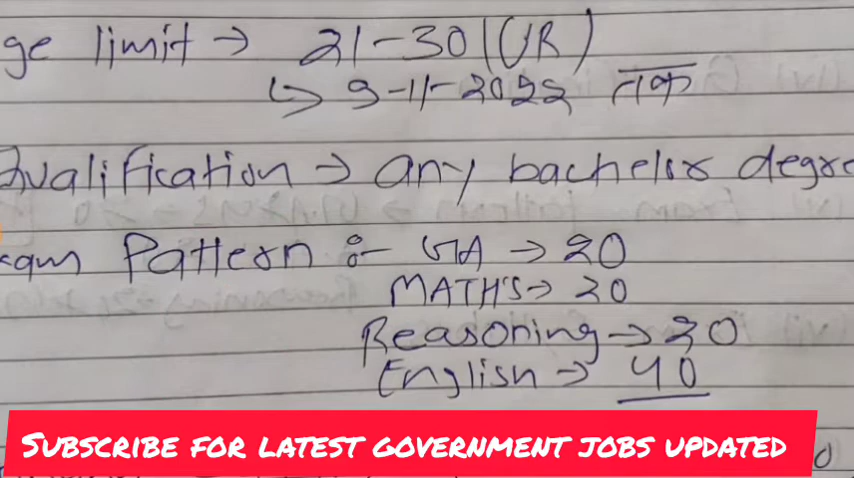 ge limit → 21-30 (UR)
↳ 9-11-2022 तक
Qualification → any bachelor degre
xam Pattern :- GA → 20
MATH'S → 20
Reasoning → 20
English → 40
SUBSCRIBE FOR LATEST GOVERNMENT JOBS UPDATED